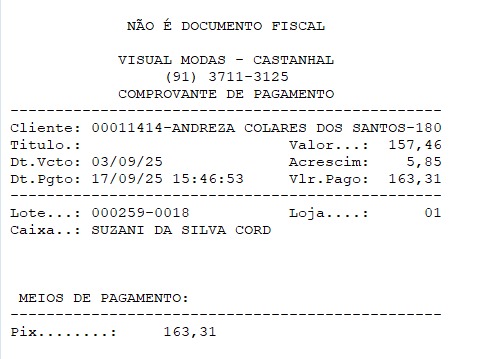 NÃO É DOCUMENTO FISCAL
VISUAL MODAS - CASTANHAL
(91) 3711-3125
COMPROVANTE DE PAGAMENTO
------------------------------------------------
Cliente: 00011414-ANDREZA COLARES DOS SANTOS-180
Titulo.: Valor...: 157,46
Dt.Vcto: 03/09/25 Acrescim: 5,85
Dt.Pgto: 17/09/25 15:46:53 Vlr.Pago: 163,31
------------------------------------------------
Lote...: 000259-0018 Loja....: 01
Caixa..: SUZANI DA SILVA CORD
MEIOS DE PAGAMENTO:
------------------------------------------------
Pix........: 163,31